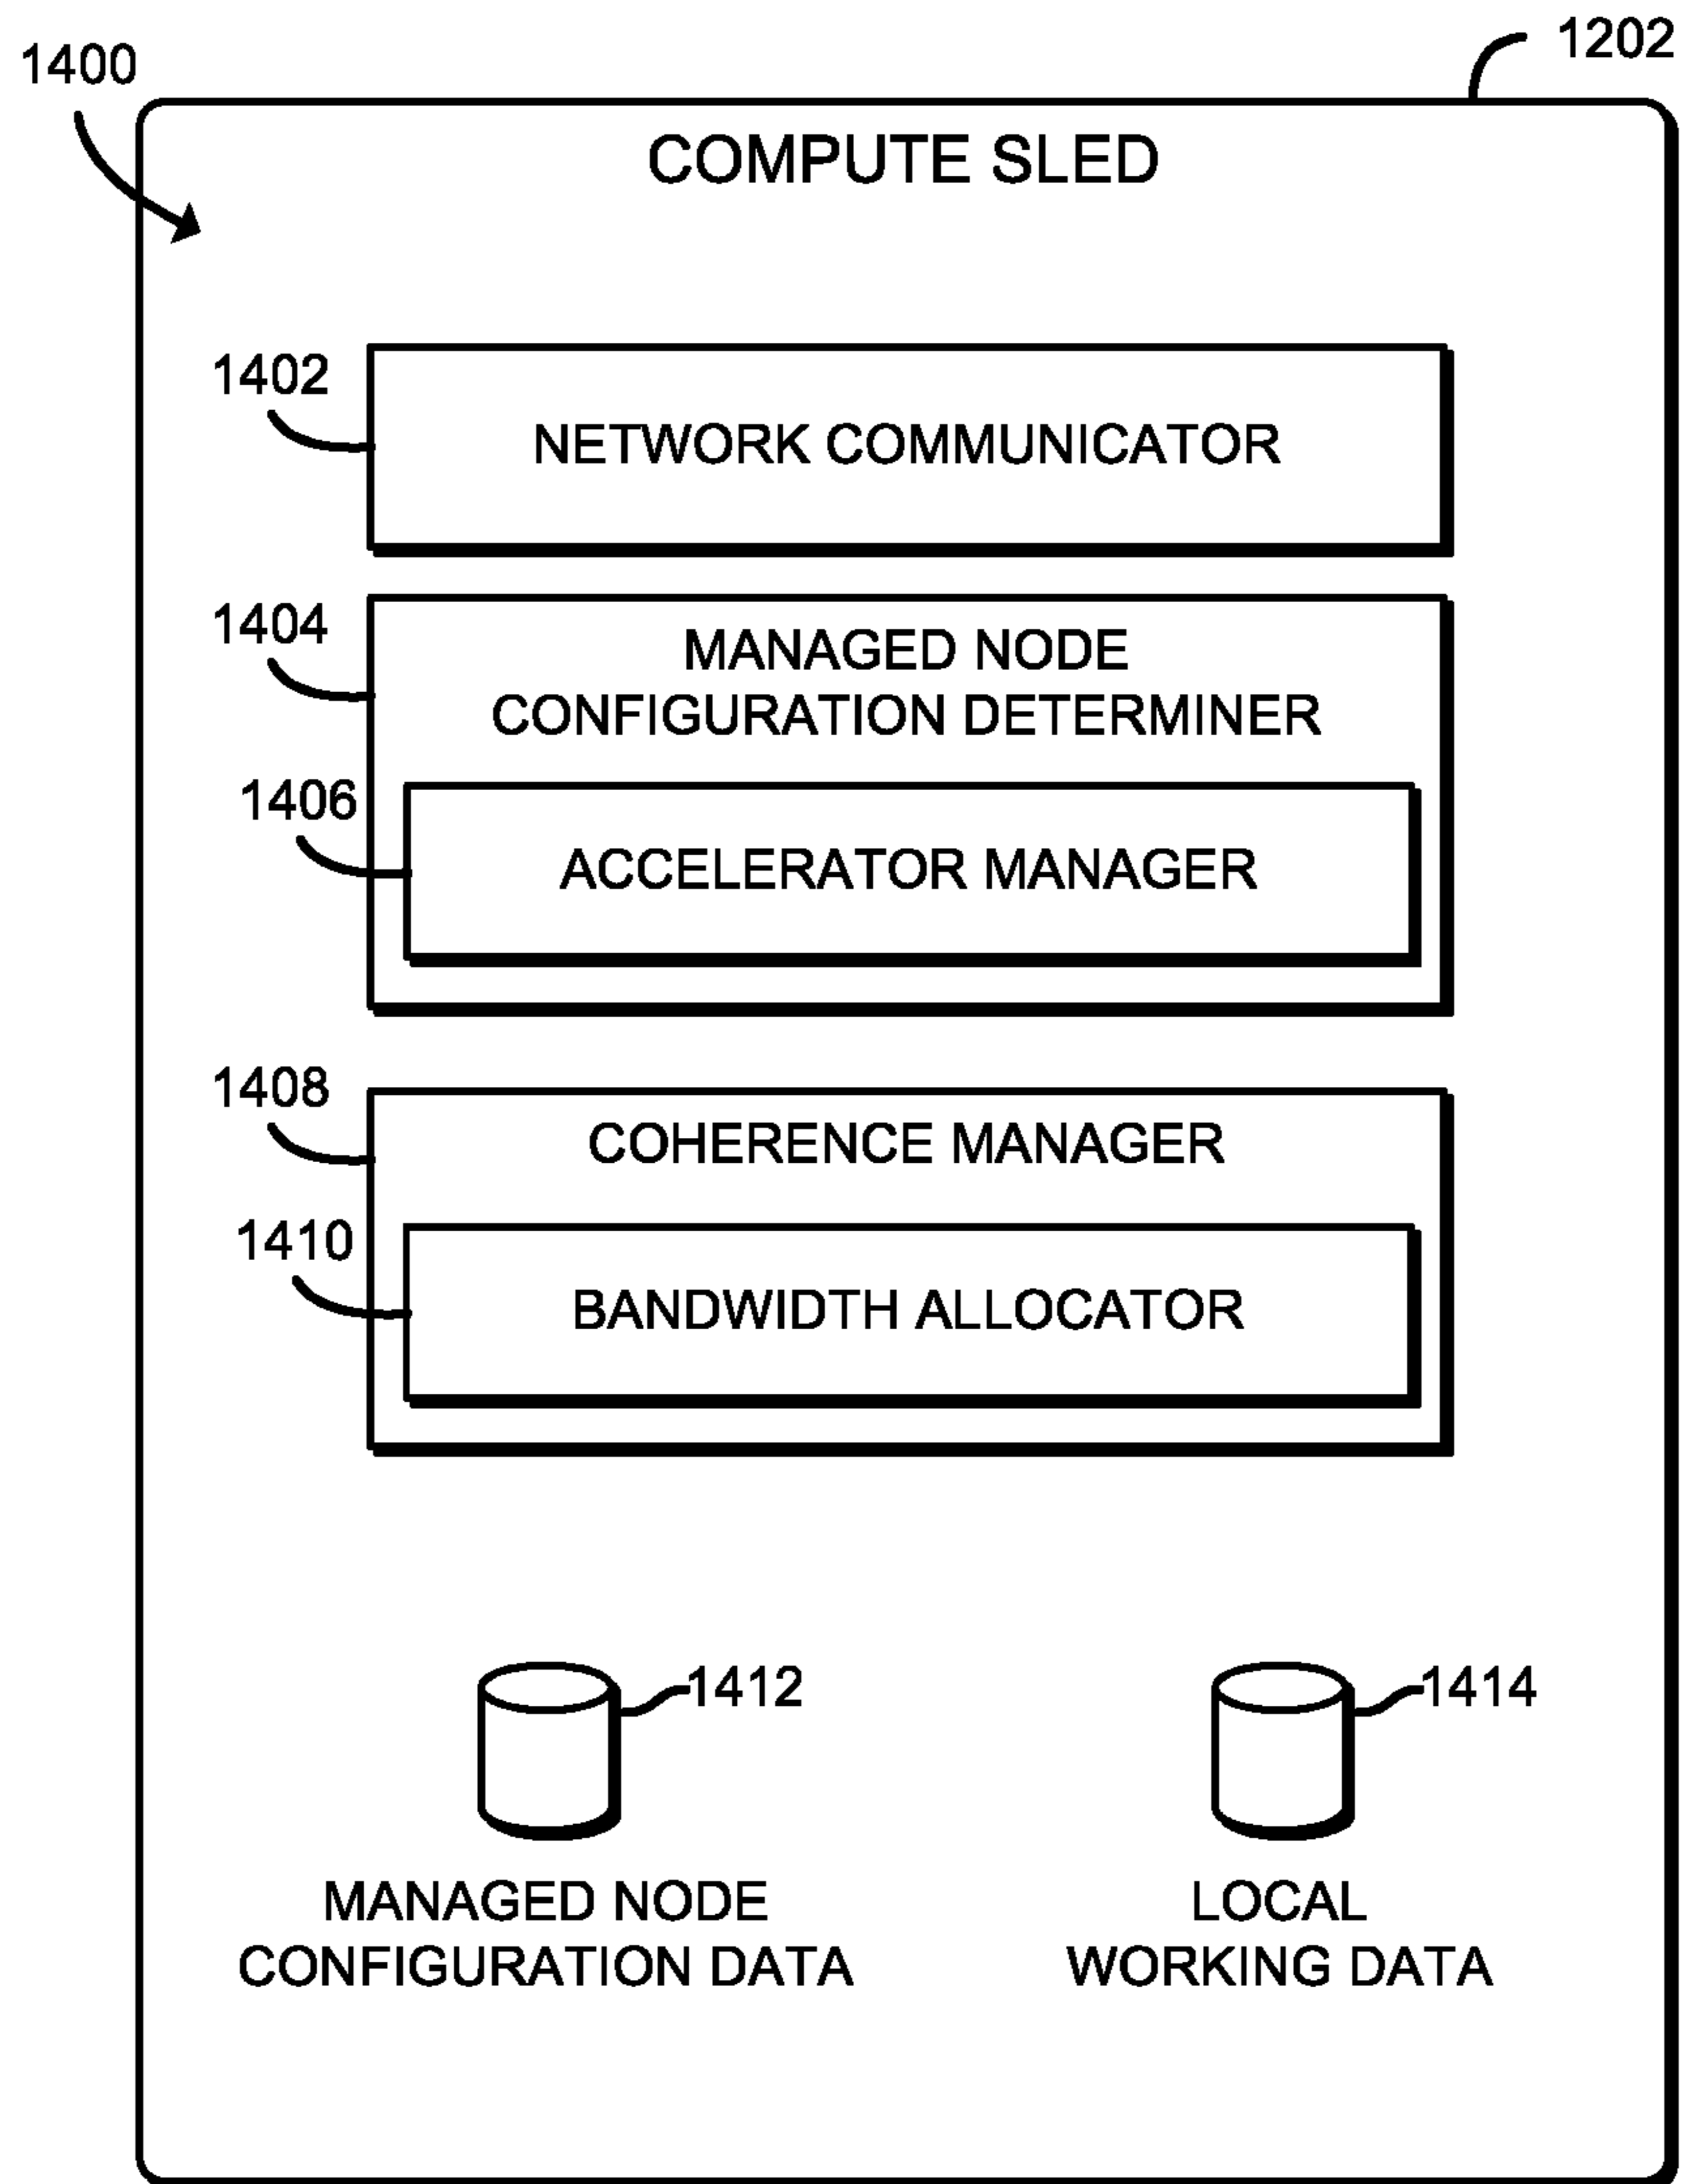 1400
1202
COMPUTE SLED
1402
NETWORK COMMUNICATOR
1404
MANAGED NODE
CONFIGURATION DETERMINER
1406
ACCELERATOR MANAGER
1408
COHERENCE MANAGER
1410
BANDWIDTH ALLOCATOR
1412
MANAGED NODE
CONFIGURATION DATA
1414
LOCAL
WORKING DATA